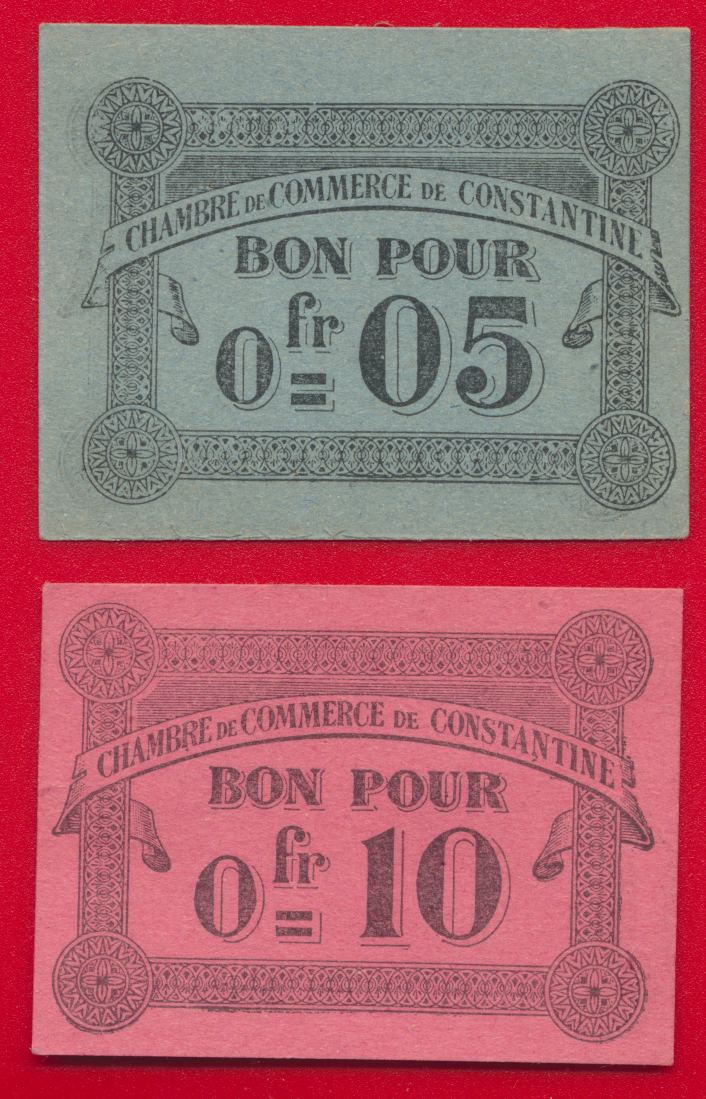 CHAMBRE DE COMMERCE DE CONSTANTINE
BON POUR
0 fr = 05
CHAMBRE DE COMMERCE DE CONSTANTINE
BON POUR
0 fr = 10